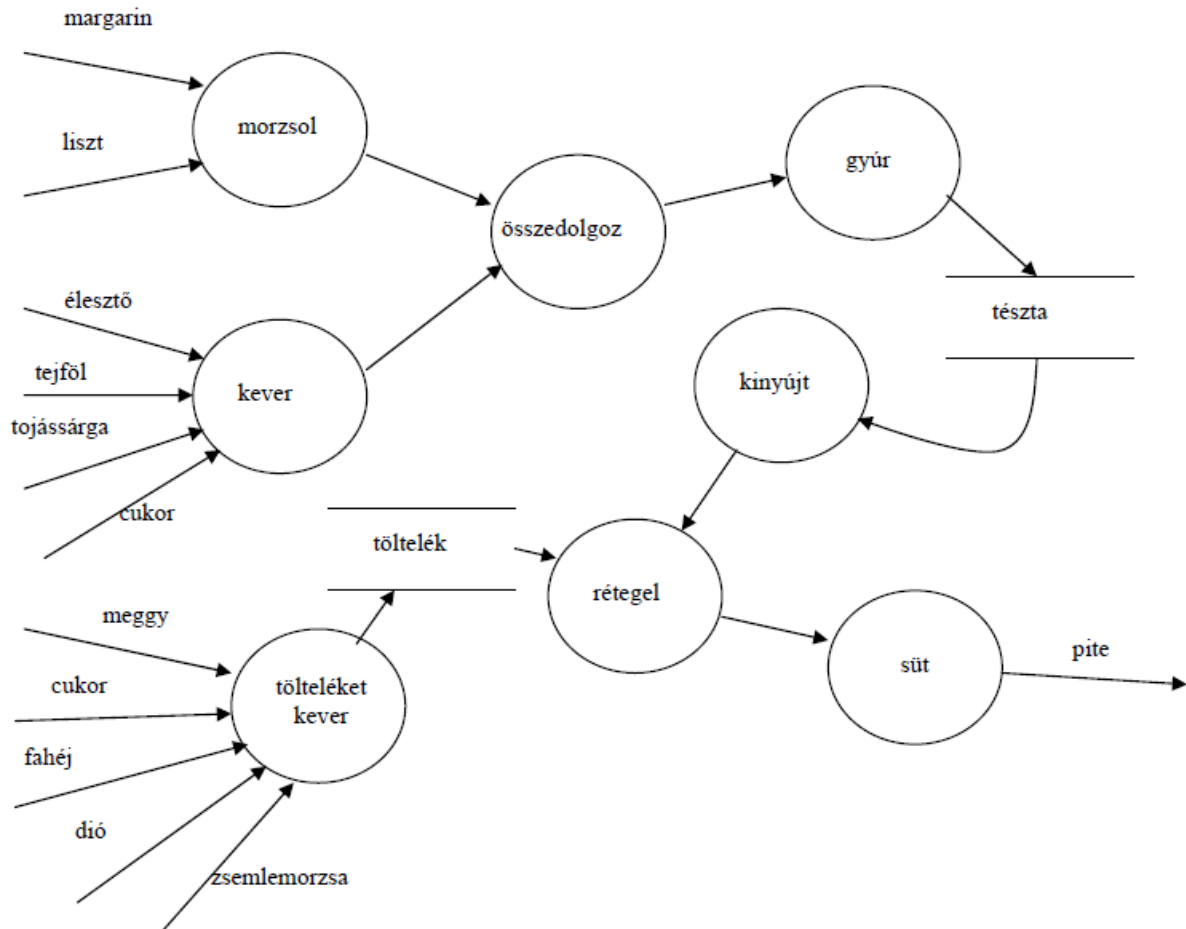 margarin
morzsol
liszt
gyúr
összedolgoz
élesztő
tészta
tejföl
kinyújt
kever
tojássárga
cukor
töltelék
rétegel
meggy
süt
pite
cukor
tölteléket
kever
fahéj
dió
zsemlemorzsa